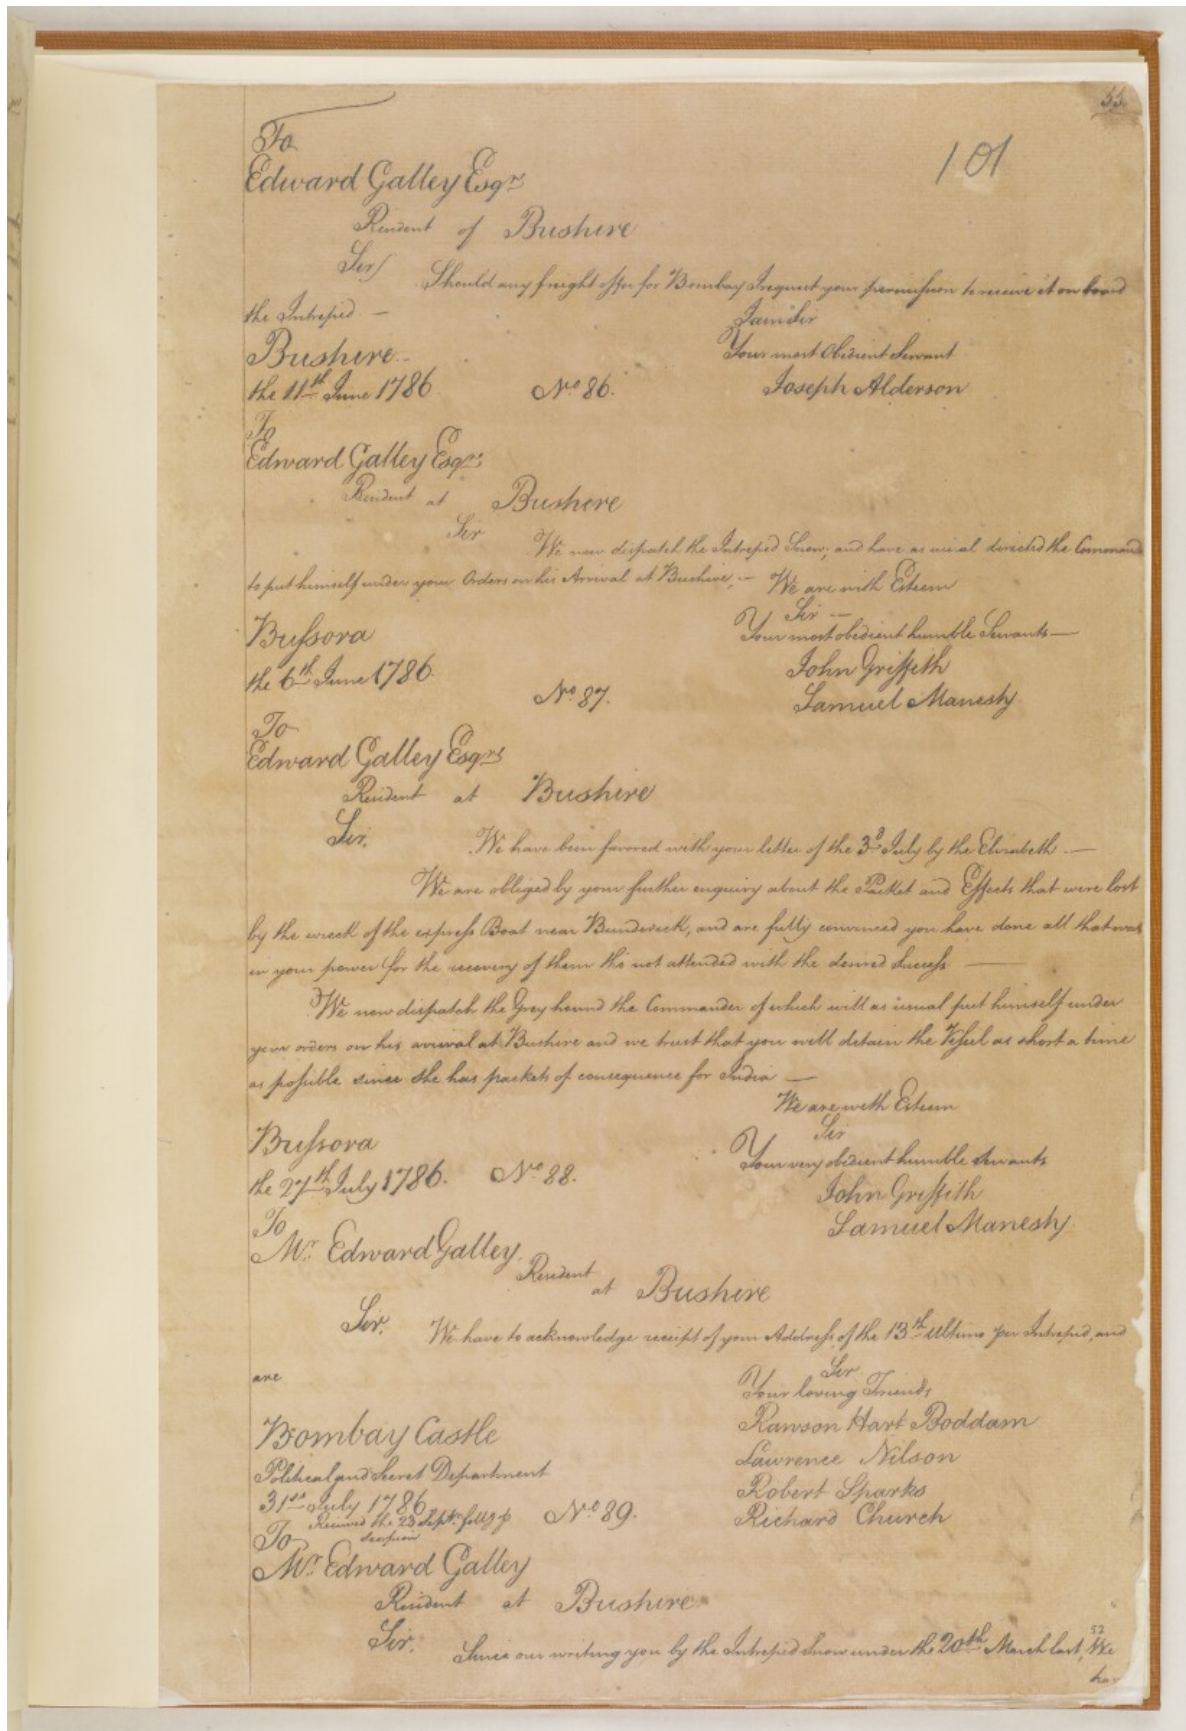 53
101
To
Edward Galley Esqr
Resident of Bushire
Sir/ Should any freight offer for Bombay I request your permission to receive it on board
the Intrepid —
I am Sir
Bushire
Your most Obedient Servant
the 11th June 1786 No 86. Joseph Alderson
To
Edward Galley Esqr
Resident at Bushire
Sir We now dispatch the Intrepid Snow, and have as usual directed the Command
to put himself under your Orders on his Arrival at Bushire, — We are with Esteem
Sir —
Bussora Your most obedient humble Servants —
the 6th June 1786. John Griffith
No 87. Samuel Manesty
To
Edward Galley Esqr
Resident at Bushire
Sir, We have been favored with your letter of the 3d July by the Elizabeth. —
We are obliged by your further enquiry about the Packet and Effects that were lost
by the wreck of the express Boat near Bunderick, and are fully convinced you have done all that was
in your power for the recovery of them tho not attended with the desired success —
We now dispatch the Greyhound the Commander of which will as usual put himself under
your orders on his arrival at Bushire and we trust that you will detain the Vessel as short a time
as possible since she has packets of consequence for India —
We are with Esteem
Sir
Bussora Your very obedient humble Servants
the 27th July 1786. No 88. John Griffith
Samuel Manesty
To
Mr. Edward Galley,
Resident at Bushire
Sir, We have to acknowledge receipt of your Address of the 13th Ultimo per Intrepid, and
are Sir
Your loving Friends
Bombay Castle Rawson Hart Boddam
Political and Secret Department Lawrence Nilson
31st July 1786 Robert Sparks
Received the 23 Sept. follg p No 89. Richard Church
Scorpion
To
Mr Edward Galley
Resident at Bushire
Sir, Since our writing you by the Intrepid Snow under the 20th March last, We
52
hav